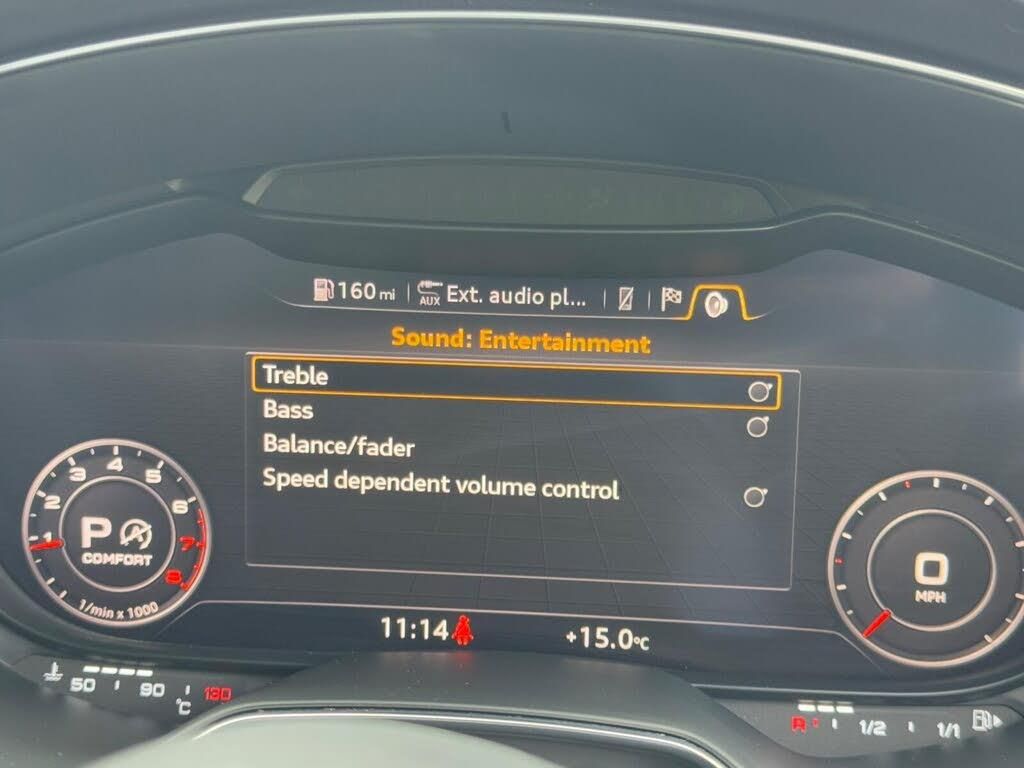 160 mi AUX Ext. audio pl...
Sound: Entertainment
Treble
Bass
Balance/fader
Speed dependent volume control
1 2 3 4 5 6 7 8
P
COMFORT
1/min x 1000
0
MPH
11:14 +15.0°C
50 90 130
°C
R 1/2 1/1